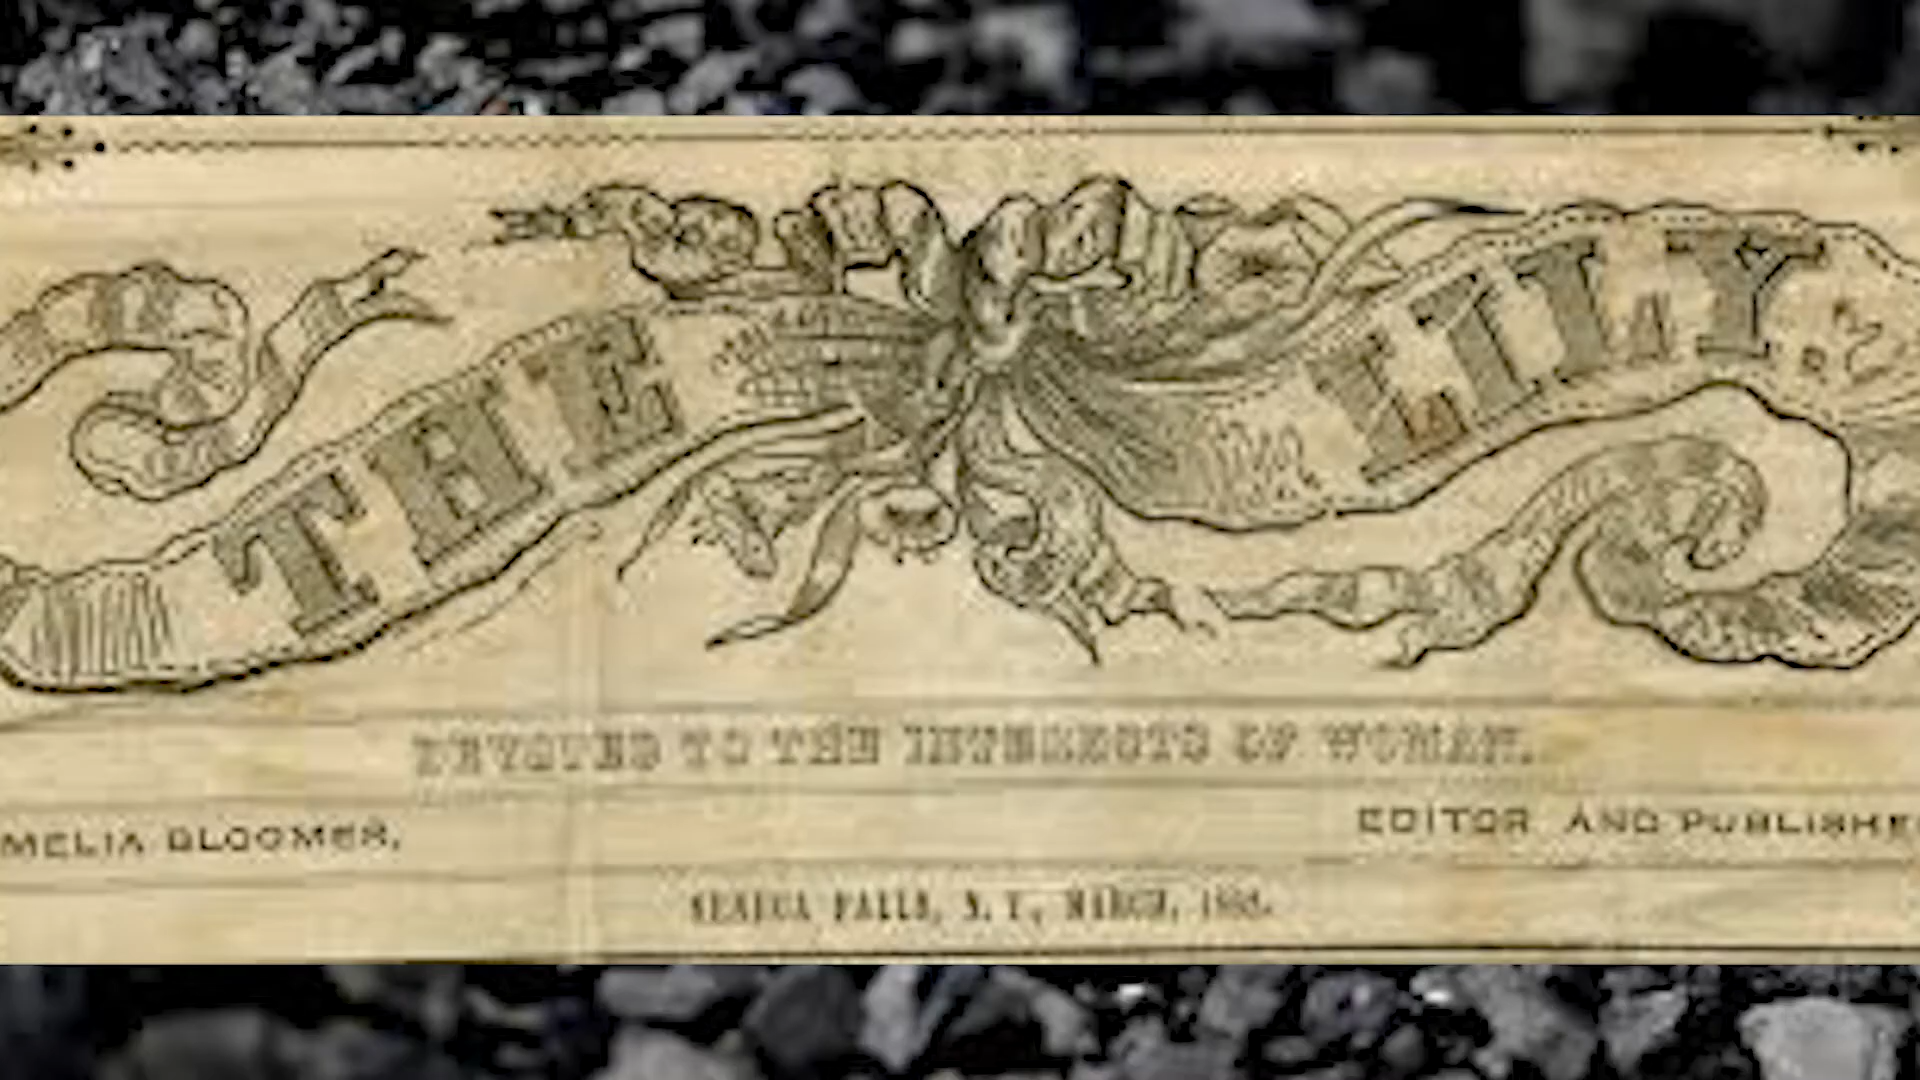 THE LILY.
DEVOTED TO THE INTERESTS OF WOMAN.
MELIA BLOOMER,
EDITOR AND PUBLISHE
SENECA FALLS, N. Y., MARCH,